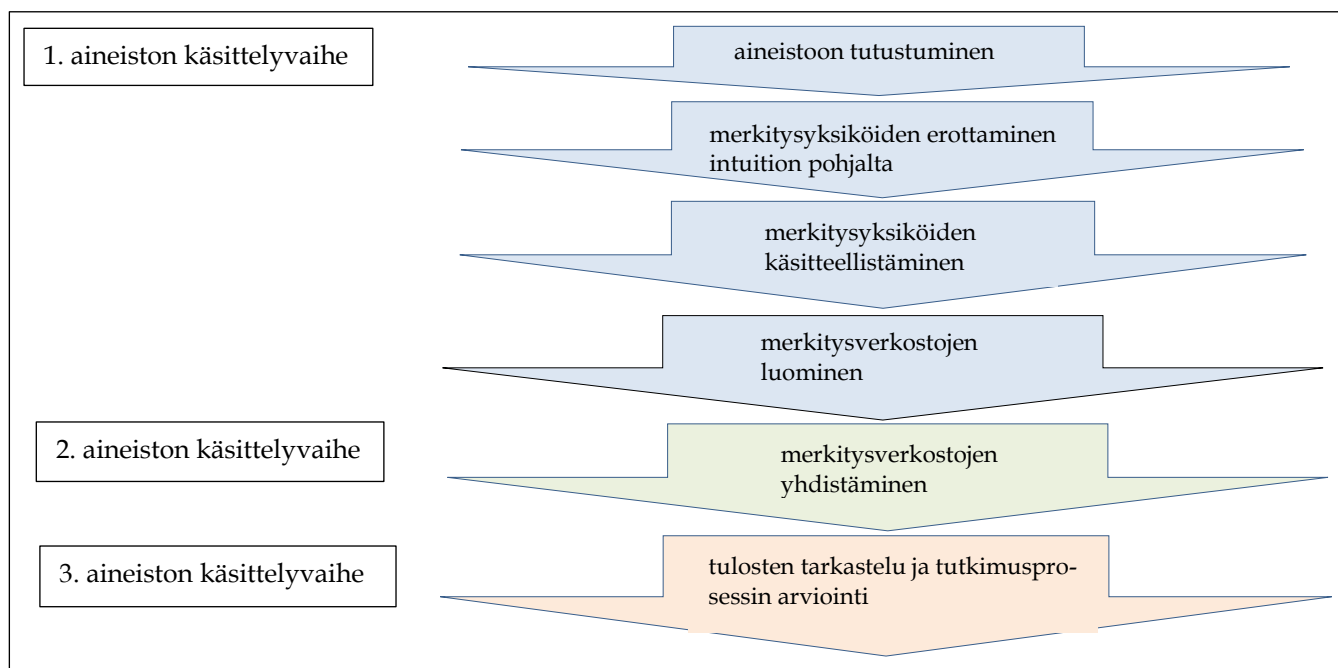 1. aineiston käsittelyvaihe
aineistoon tutustuminen
merkitysyksiköiden erottaminen
intuition pohjalta
merkitysyksiköiden
käsitteellistäminen
merkitysverkostojen
luominen
2. aineiston käsittelyvaihe
merkitysverkostojen
yhdistäminen
3. aineiston käsittelyvaihe
tulosten tarkastelu ja tutkimuspro-
sessin arviointi